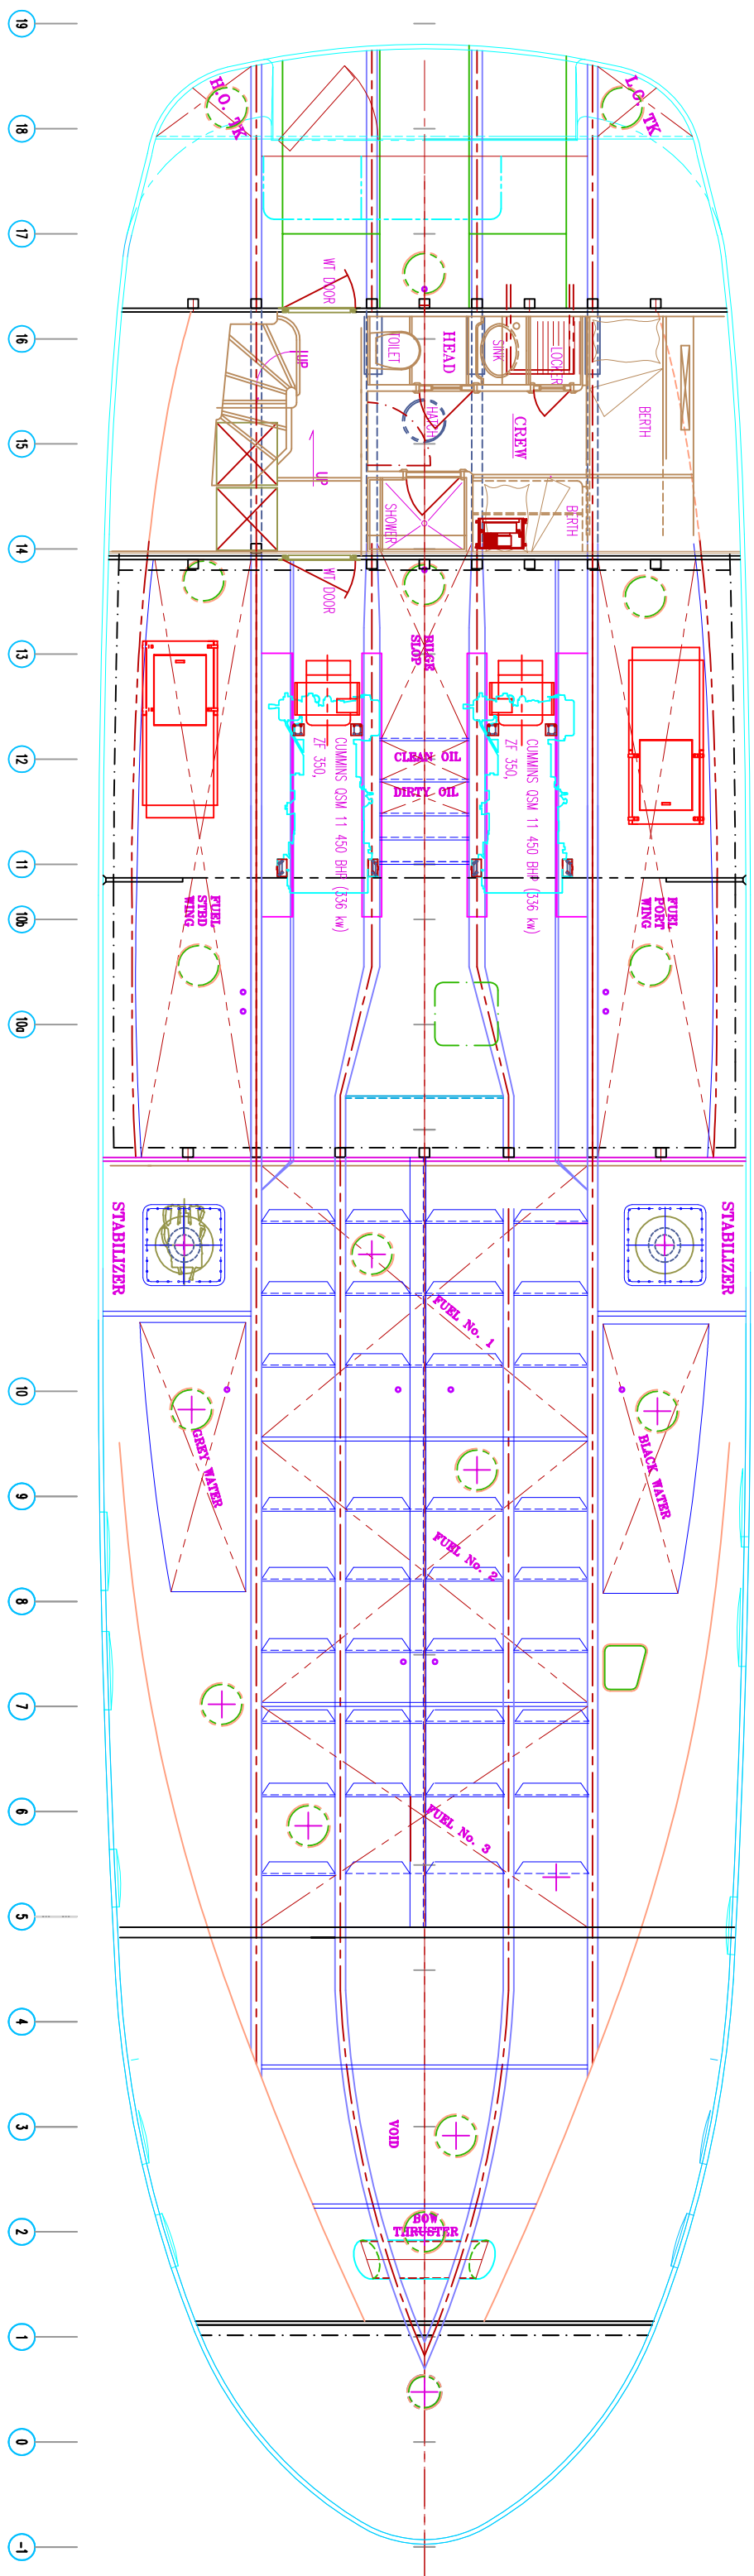 19
18
17
16
15
14
13
12
11
10b
10a
10
9
8
7
6
5
4
3
2
1
0
-1
H.O. TK
L.O. TK
WT DOOR
UP
UP
TOILET
HEAD
SINK
LOCKER
BERTH
HATCH
CREW
SHOWER
BERTH
WT DOOR
BILGE
SLOP
CLEAN OIL
DIRTY OIL
CUMMINS QSM 11 450 BHP (336 kw)
ZF 350,
CUMMINS QSM 11 450 BHP (336 kw)
ZF 350,
FUEL
STBD
WING
FUEL
PORT
WING
STABILIZER
STABILIZER
FUEL No. 1
GREY WATER
BLACK WATER
FUEL No. 2
FUEL No. 3
VOID
BOW
THRUSTER